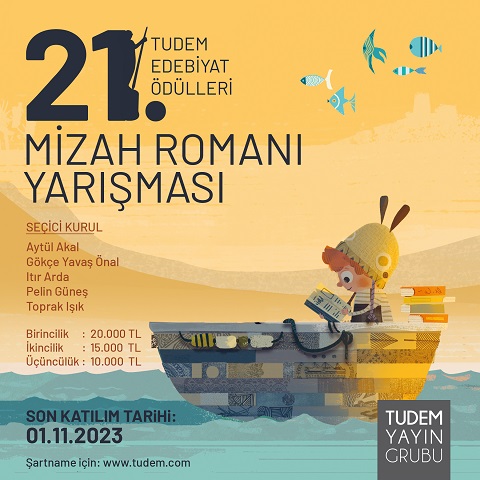 21.
TUDEM
EDEBİYAT
ÖDÜLLERİ
MİZAH ROMANI
YARIŞMASI
SEÇİCİ KURUL
Aytül Akal
Gökçe Yavaş Önal
Itır Arda
Pelin Güneş
Toprak Işık
Birincilik : 20.000 TL
İkincilik : 15.000 TL
Üçüncülük : 10.000 TL
SON KATILIM TARİHİ:
01.11.2023
Şartname için: www.tudem.com
TUDEM
YAYIN
GRUBU